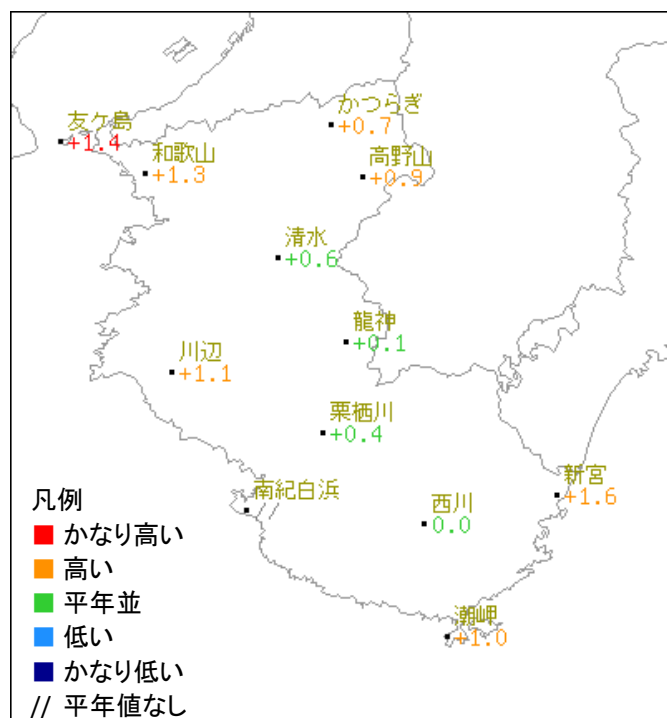 かつらぎ
+0.7
友ケ島
+1.4
和歌山
+1.3
高野山
+0.9
清水
+0.6
龍神
+0.1
川辺
+1.1
栗栖川
+0.4
新宮
+1.6
南紀白浜
//
西川
0.0
潮岬
+1.0
凡例
かなり高い
高い
平年並
低い
かなり低い
// 平年値なし